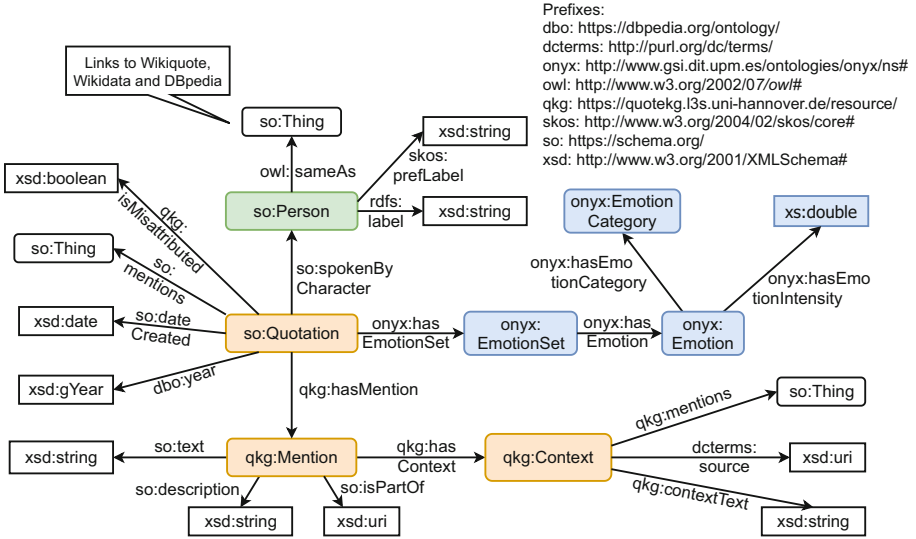 Prefixes:
dbo: https://dbpedia.org/ontology/
dcterms: http://purl.org/dc/terms/
onyx: http://www.gsi.dit.upm.es/ontologies/onyx/ns#
owl: http://www.w3.org/2002/07/owl#
qkg: https://quotekg.l3s.uni-hannover.de/resource/
skos: http://www.w3.org/2004/02/skos/core#
so: https://schema.org/
xsd: http://www.w3.org/2001/XMLSchema#
Links to Wikiquote,
Wikidata and DBpedia
so:Thing
owl: sameAs
skos:
prefLabel
xsd:string
xsd:boolean
qkg:
isMisattributed
so:Person
rdfs:
label
xsd:string
onyx:Emotion
Category
xs:double
so:Thing
so:
mentions
so:spokenBy
Character
onyx:hasEmo
tionCategory
onyx:hasEmo
tionIntensity
xsd:date
so:date
Created
so:Quotation
onyx:has
EmotionSet
onyx:
EmotionSet
onyx:has
Emotion
onyx:
Emotion
xsd:gYear
dbo:year
qkg:hasMention
qkg:mentions
so:Thing
xsd:string
so:text
qkg:Mention
qkg:has
Context
qkg:Context
dcterms:
source
xsd:uri
so:description
so:isPartOf
qkg:contextText
xsd:string
xsd:uri
xsd:string